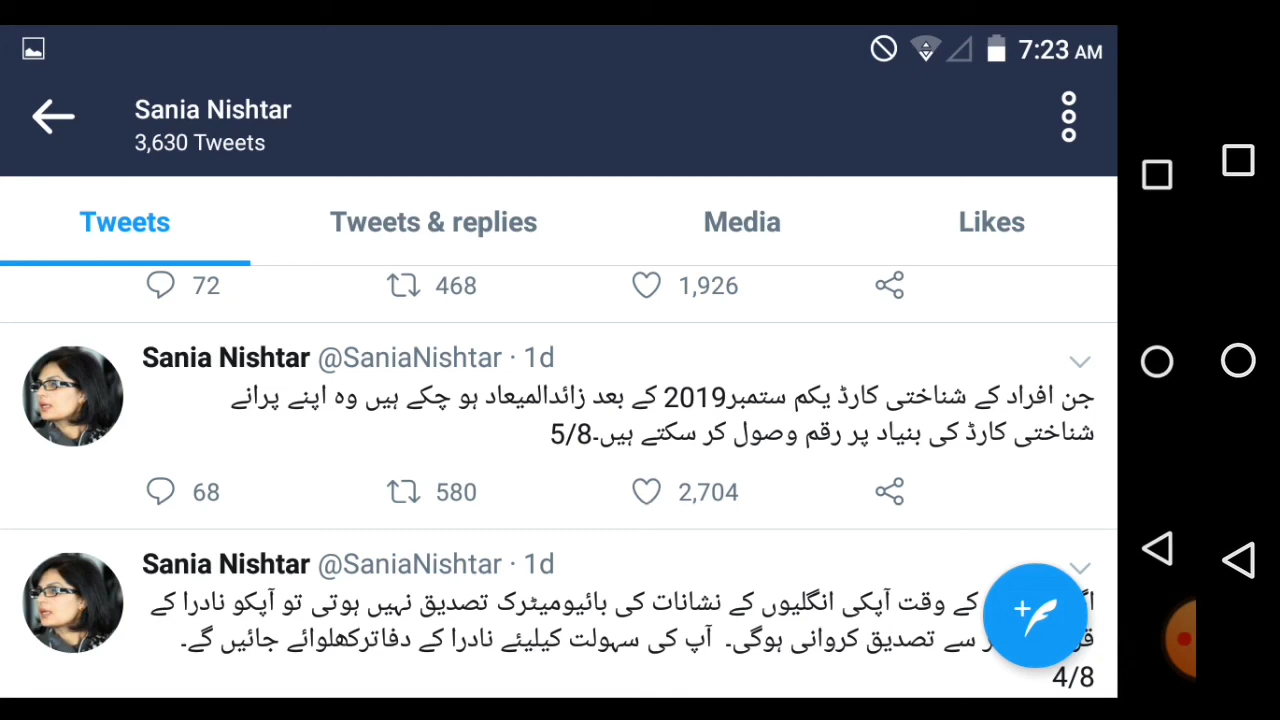 7:23 AM
Sania Nishtar
3,630 Tweets
Tweets Tweets & replies Media Likes
72 468 1,926
Sania Nishtar @SaniaNishtar · 1d
جن افراد کے شناختی کارڈ یکم ستمبر2019 کے بعد زائدالمیعاد ہو چکے ہیں وہ اپنے پرانے
شناختی کارڈ کی بنیاد پر رقم وصول کر سکتے ہیں۔5/8
68 580 2,704
Sania Nishtar @SaniaNishtar · 1d
کے وقت آپکی انگلیوں کے نشانات کی بائیومیٹرک تصدیق نہیں ہوتی تو آپکو نادرا کے
سے تصدیق کروانی ہوگی۔ آپ کی سہولت کیلیئے نادرا کے دفاترکھلوائے جائیں گے۔
4/8